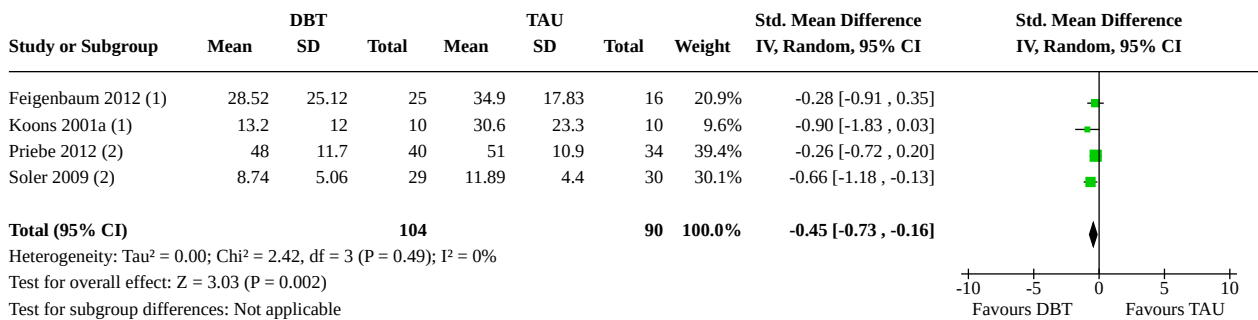 DBT TAU Std. Mean Difference Std. Mean Difference
Study or Subgroup Mean SD Total Mean SD Total Weight IV, Random, 95% CI IV, Random, 95% CI
Feigenbaum 2012 (1) 28.52 25.12 25 34.9 17.83 16 20.9% -0.28 [-0.91 , 0.35]
Koons 2001a (1) 13.2 12 10 30.6 23.3 10 9.6% -0.90 [-1.83 , 0.03]
Priebe 2012 (2) 48 11.7 40 51 10.9 34 39.4% -0.26 [-0.72 , 0.20]
Soler 2009 (2) 8.74 5.06 29 11.89 4.4 30 30.1% -0.66 [-1.18 , -0.13]
Total (95% CI) 104 90 100.0% -0.45 [-0.73 , -0.16]
Heterogeneity: Tau² = 0.00; Chi² = 2.42, df = 3 (P = 0.49); I² = 0%
Test for overall effect: Z = 3.03 (P = 0.002)
Test for subgroup differences: Not applicable
-10 -5 0 5 10
Favours DBT Favours TAU